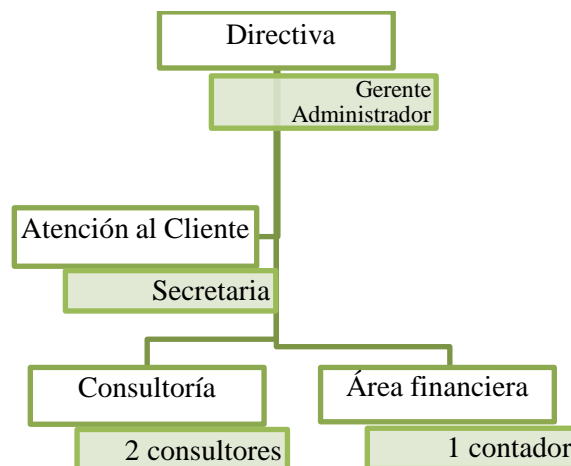 Directiva
Gerente
Administrador
Atención al Cliente
Secretaria
Consultoría
2 consultores
Área financiera
1 contador